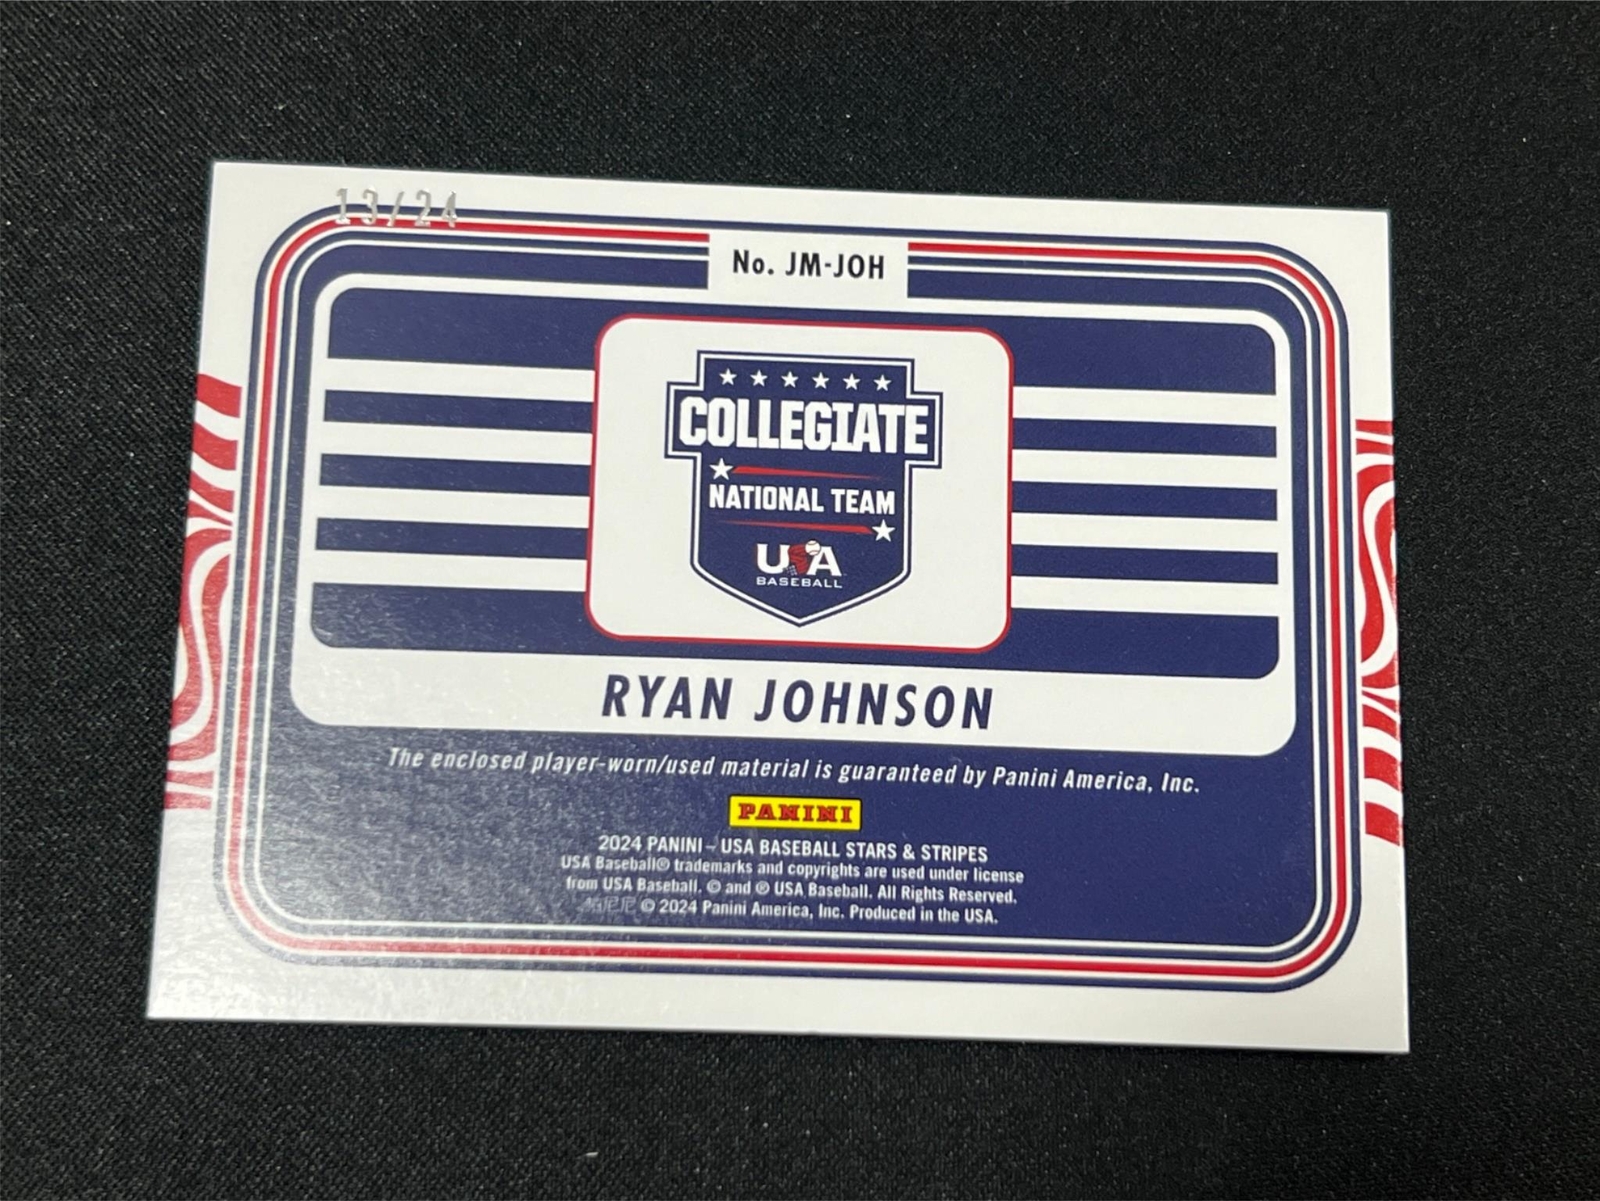 13/24
No. JM-JOH
COLLEGIATE
NATIONAL TEAM
USA
BASEBALL
RYAN JOHNSON
The enclosed player-worn/used material is guaranteed by Panini America, Inc.
PANINI
2024 PANINI – USA BASEBALL STARS & STRIPES
USA Baseball® trademarks and copyrights are used under license
from USA Baseball. © and ® USA Baseball. All Rights Reserved.
© 2024 Panini America, Inc. Produced in the USA.